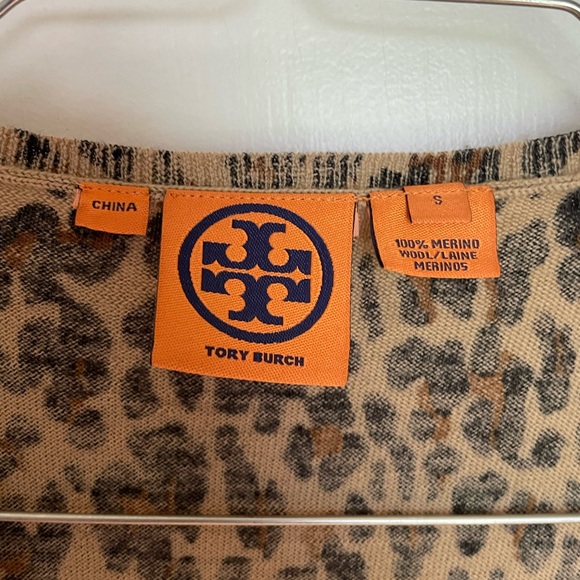 CHINA
TORY BURCH
S
100% MERINO
WOOL/LAINE
MERINOS